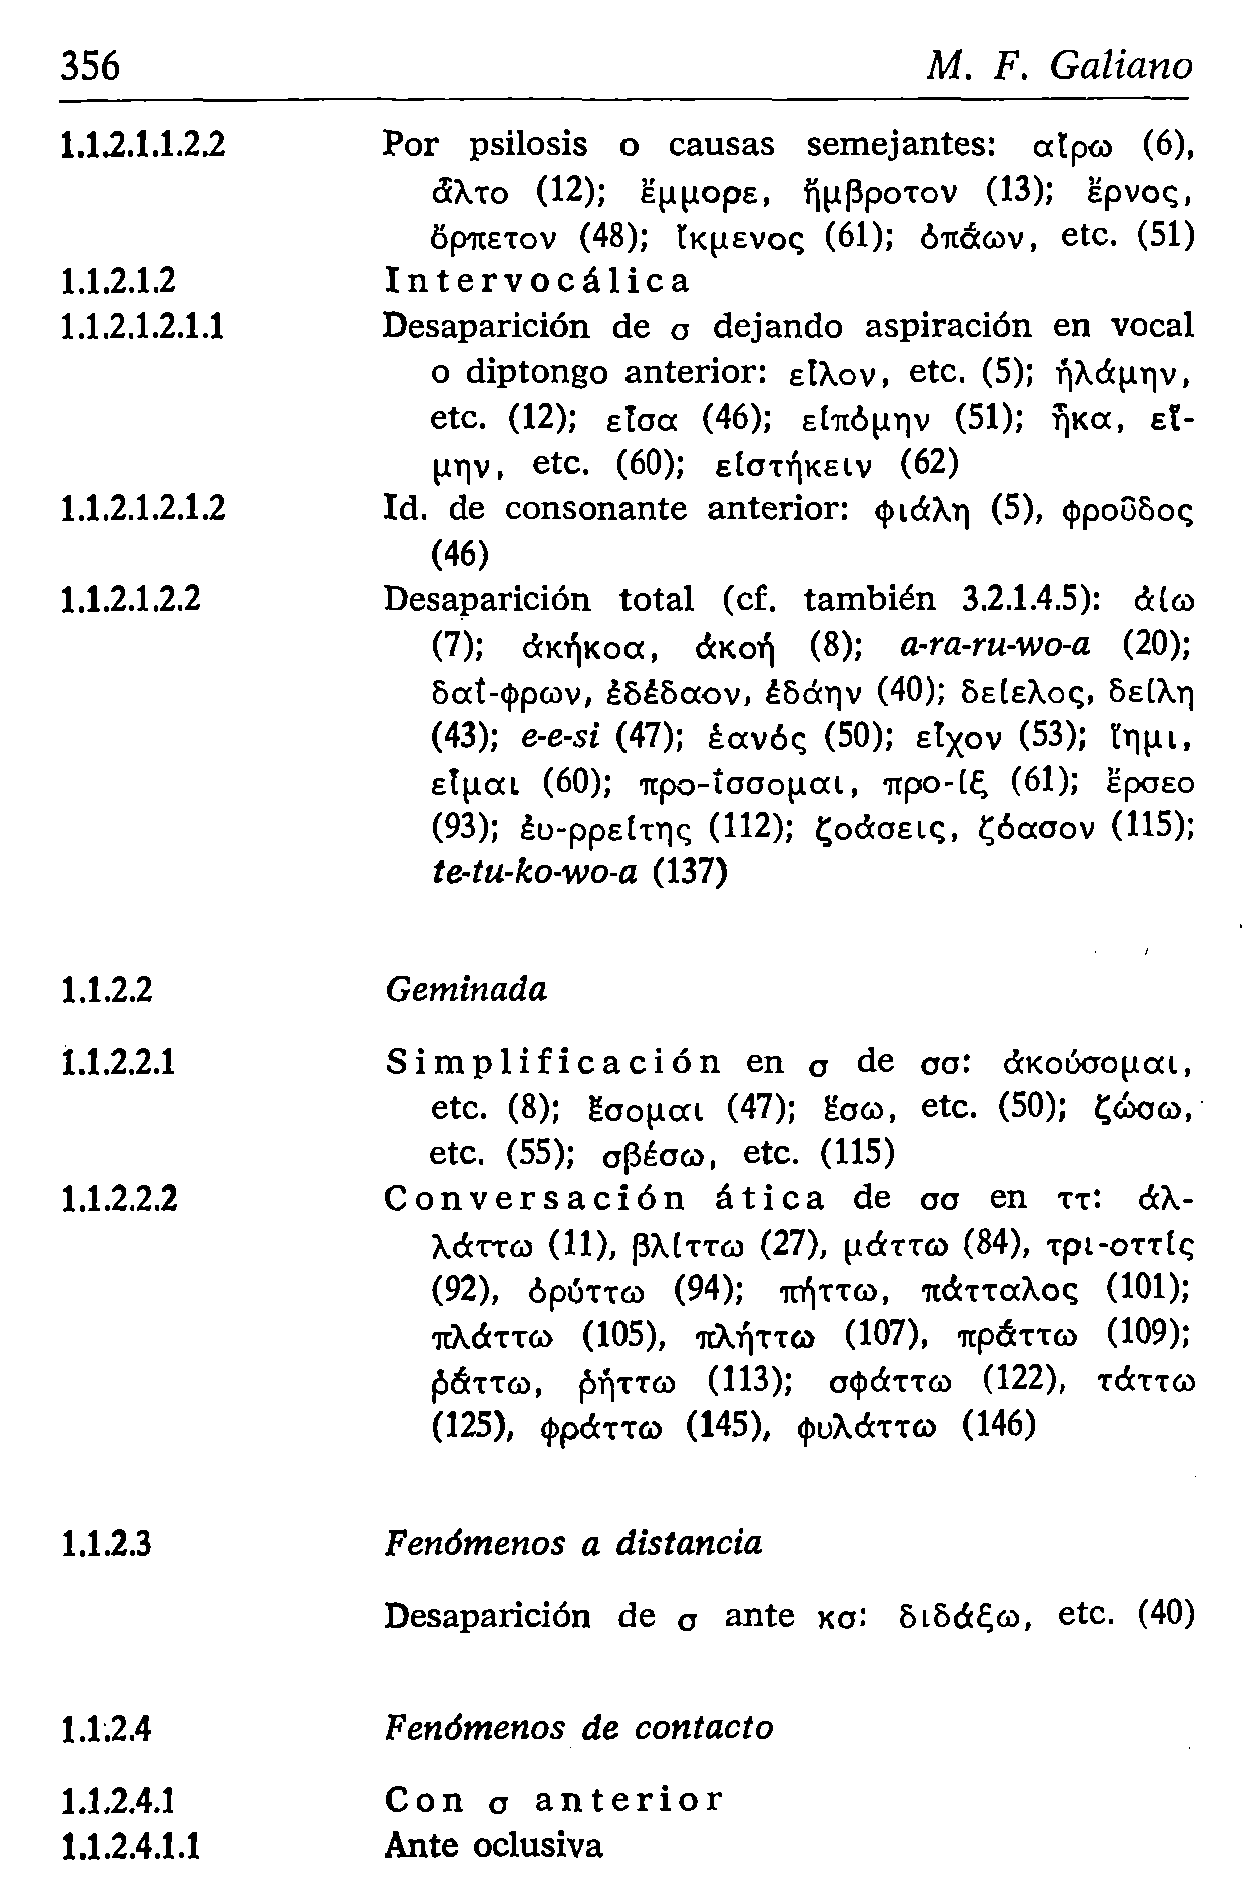 356 M. F. Galiano
1.1.2.1.1.2.2 Por psilosis o causas semejantes: αἴρω (6),
ἆλτο (12); ἔμμορε, ἤμβροτον (13); ἔρνος,
ὄρπετον (48); ἴκμενος (61); ὀπάων, etc. (51)
1.1.2.1.2 Intervocálica
1.1.2.1.2.1.1 Desaparición de σ dejando aspiración en vocal
o diptongo anterior: εἷλον, etc. (5); ἡλάμην,
etc. (12); εἷσα (46); εἱπόμην (51); ἧκα, εἵ-
μην, etc. (60); εἱστήκειν (62)
1.1.2.1.2.1.2 Id. de consonante anterior: φιάλη (5), φροῦδος
(46)
1.1.2.1.2.2 Desaparición total (cf. también 3.2.1.4.5): ἀίω
(7); ἀκήκοα, ἀκοή (8); a-ra-ru-wo-a (20);
δαΐ-φρων, ἐδέδαον, ἐδάην (40); δείελος, δείλη
(43); e-e-si (47); ἑανός (50); εἶχον (53); ἵημι,
εἷμαι (60); προ-ΐσσομαι, προ-ίξ (61); ἔρσεο
(93); ἐυ-ρρείτης (112); ζοάσεις, ζόασον (115);
te-tu-ko-wo-a (137)
1.1.2.2 Geminada
1.1.2.2.1 Simplificación en σ de σσ: ἀκούσομαι,
etc. (8); ἔσομαι (47); ἕσω, etc. (50); ζώσω,
etc. (55); σβέσω, etc. (115)
1.1.2.2.2 Conversación ática de σσ en ττ: ἀλ-
λάττω (11), βλίττω (27), μάττω (84), τρι-οττίς
(92), ὀρύττω (94); πήττω, πάτταλος (101);
πλάττω (105), πλήττω (107), πράττω (109);
ῥάττω, ῥήττω (113); σφάττω (122), τάττω
(125), φράττω (145), φυλάττω (146)
1.1.2.3 Fenómenos a distancia
Desaparición de σ ante κσ: διδάξω, etc. (40)
1.1.2.4 Fenómenos de contacto
1.1.2.4.1 Con σ anterior
1.1.2.4.1.1 Ante oclusiva